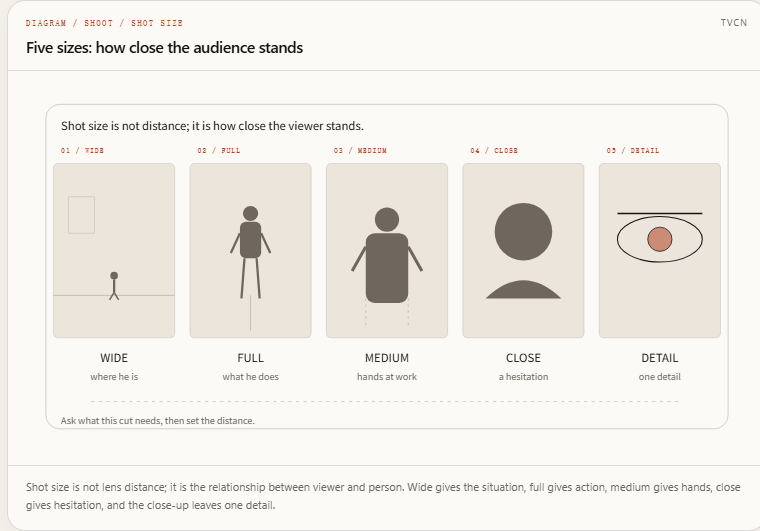 DIAGRAM / SHOOT / SHOT SIZE
TVCN
Five sizes: how close the audience stands
Shot size is not distance; it is how close the viewer stands.
01 / WIDE
02 / FULL
03 / MEDIUM
04 / CLOSE
05 / DETAIL
WIDE
FULL
MEDIUM
CLOSE
DETAIL
where he is
what he does
hands at work
a hesitation
one detail
Ask what this cut needs, then set the distance.
Shot size is not lens distance; it is the relationship between viewer and person. Wide gives the situation, full gives action, medium gives hands, close
gives hesitation, and the close-up leaves one detail.